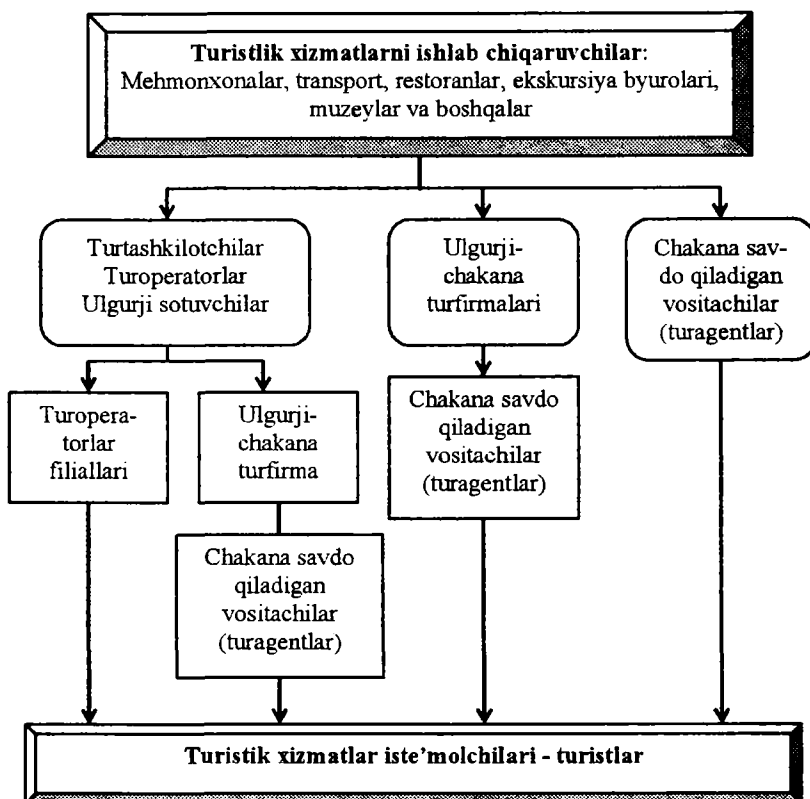 Turistlik xizmatlarni ishlab chiqaruvchilar:
Mehmonxonalar, transport, restoranlar, ekskursiya byurolari,
muzeylar va boshqalar
Turtashkilotchilar
Turoperatorlar
Ulgurji sotuvchilar
Ulgurji-
chakana
turfirmalari
Chakana sav-
do qiladigan
vositachilar
(turagentlar)
Turopera-
torlar
filiallari
Ulgurji-
chakana
turfirma
Chakana savdo
qiladigan
vositachilar
(turagentlar)
Chakana savdo
qiladigan
vositachilar
(turagentlar)
Turistik xizmatlar iste'molchilari - turistlar